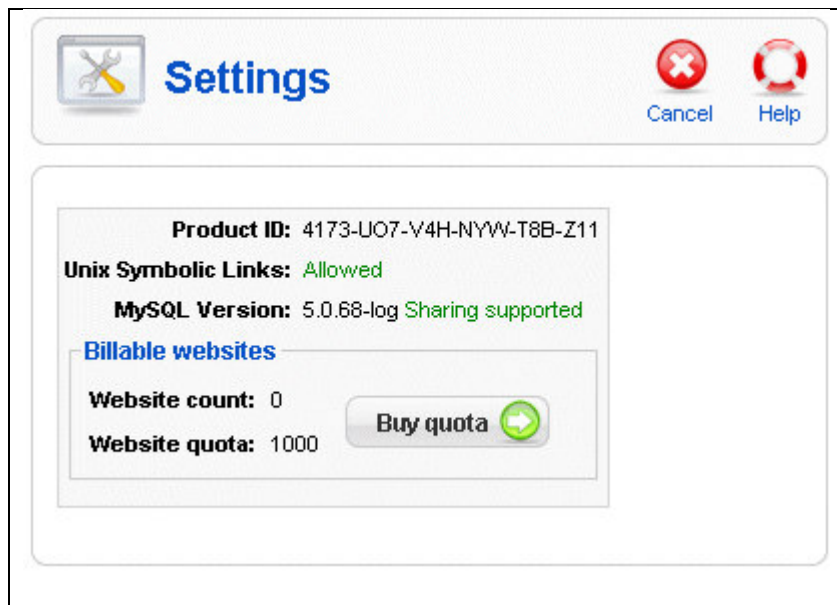 Settings
Cancel
Help
Product ID: 4173-UO7-V4H-NYW-T8B-Z11
Unix Symbolic Links: Allowed
MySQL Version: 5.0.68-log Sharing supported
Billable websites
Website count: 0
Website quota: 1000
Buy quota